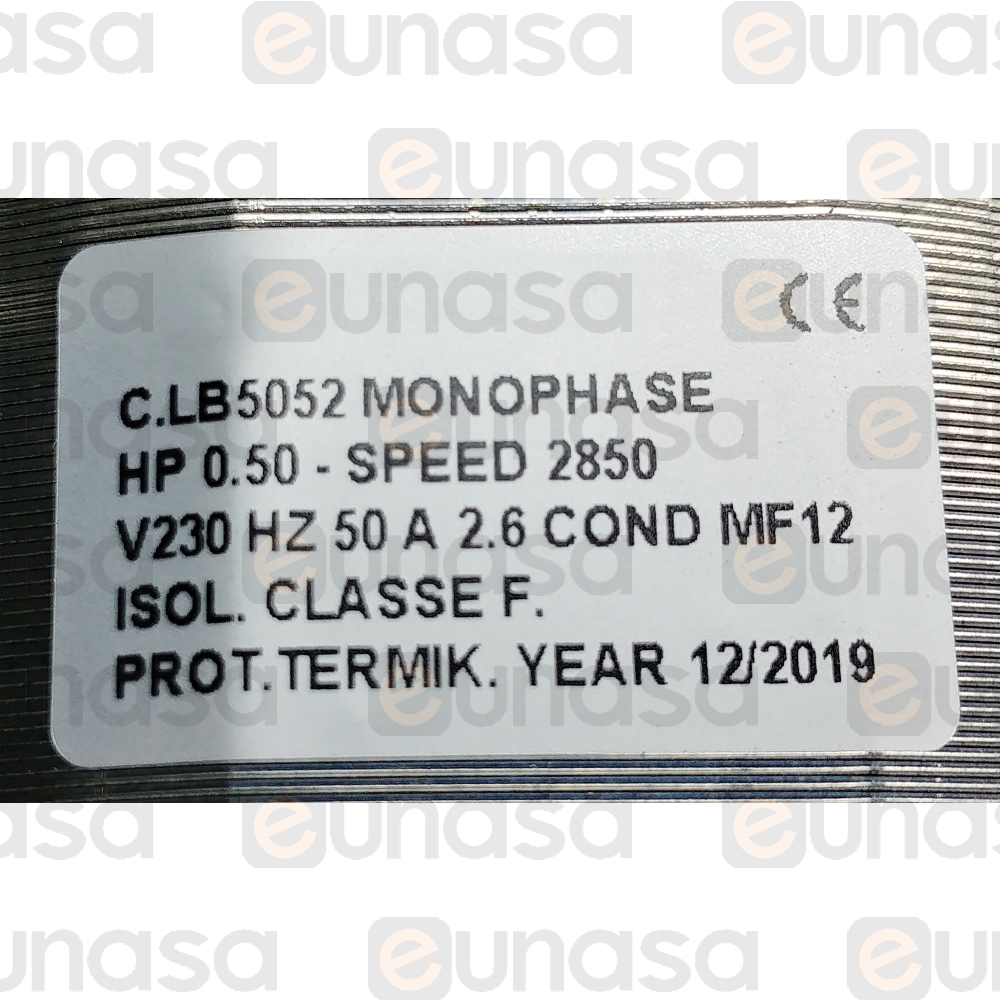 CE
C.LB5052 MONOPHASE
HP 0.50 - SPEED 2850
V230 HZ 50 A 2.6 COND MF12
ISOL. CLASSE F.
PROT.TERMIK. YEAR 12/2019
eunasa